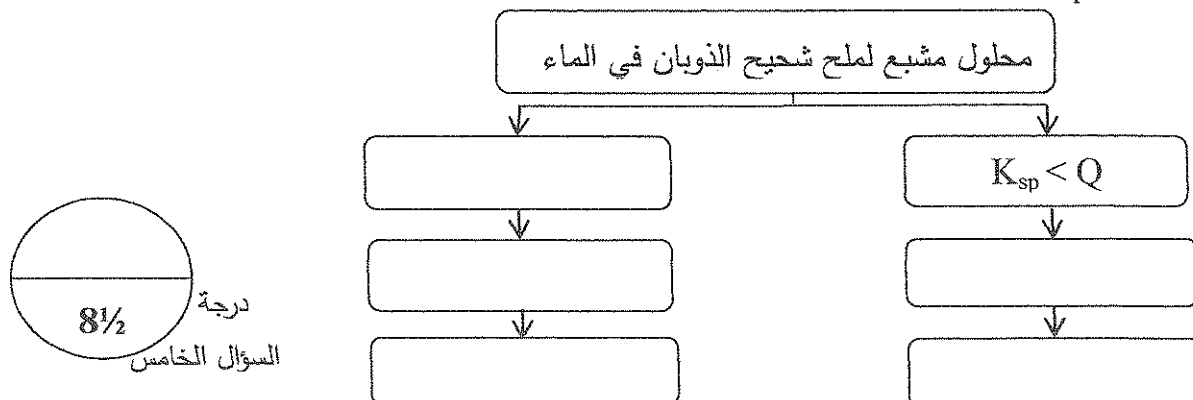 محلول مشبع لملح شحيح الذوبان في الماء
K_sp < Q
8½
درجة
السؤال الخامس